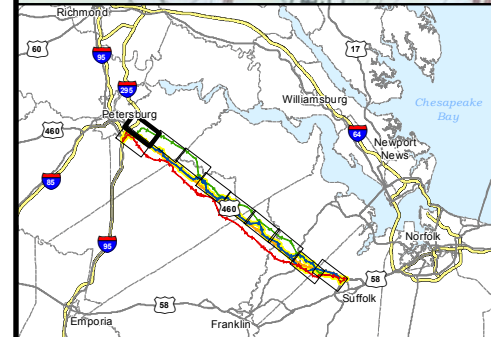 Richmond
60
95
17
295
Williamsburg
Chesapeake
Bay
Petersburg
460
64
Newport
News
85
460
95
Norfolk
58
58
Suffolk
Emporia
Franklin